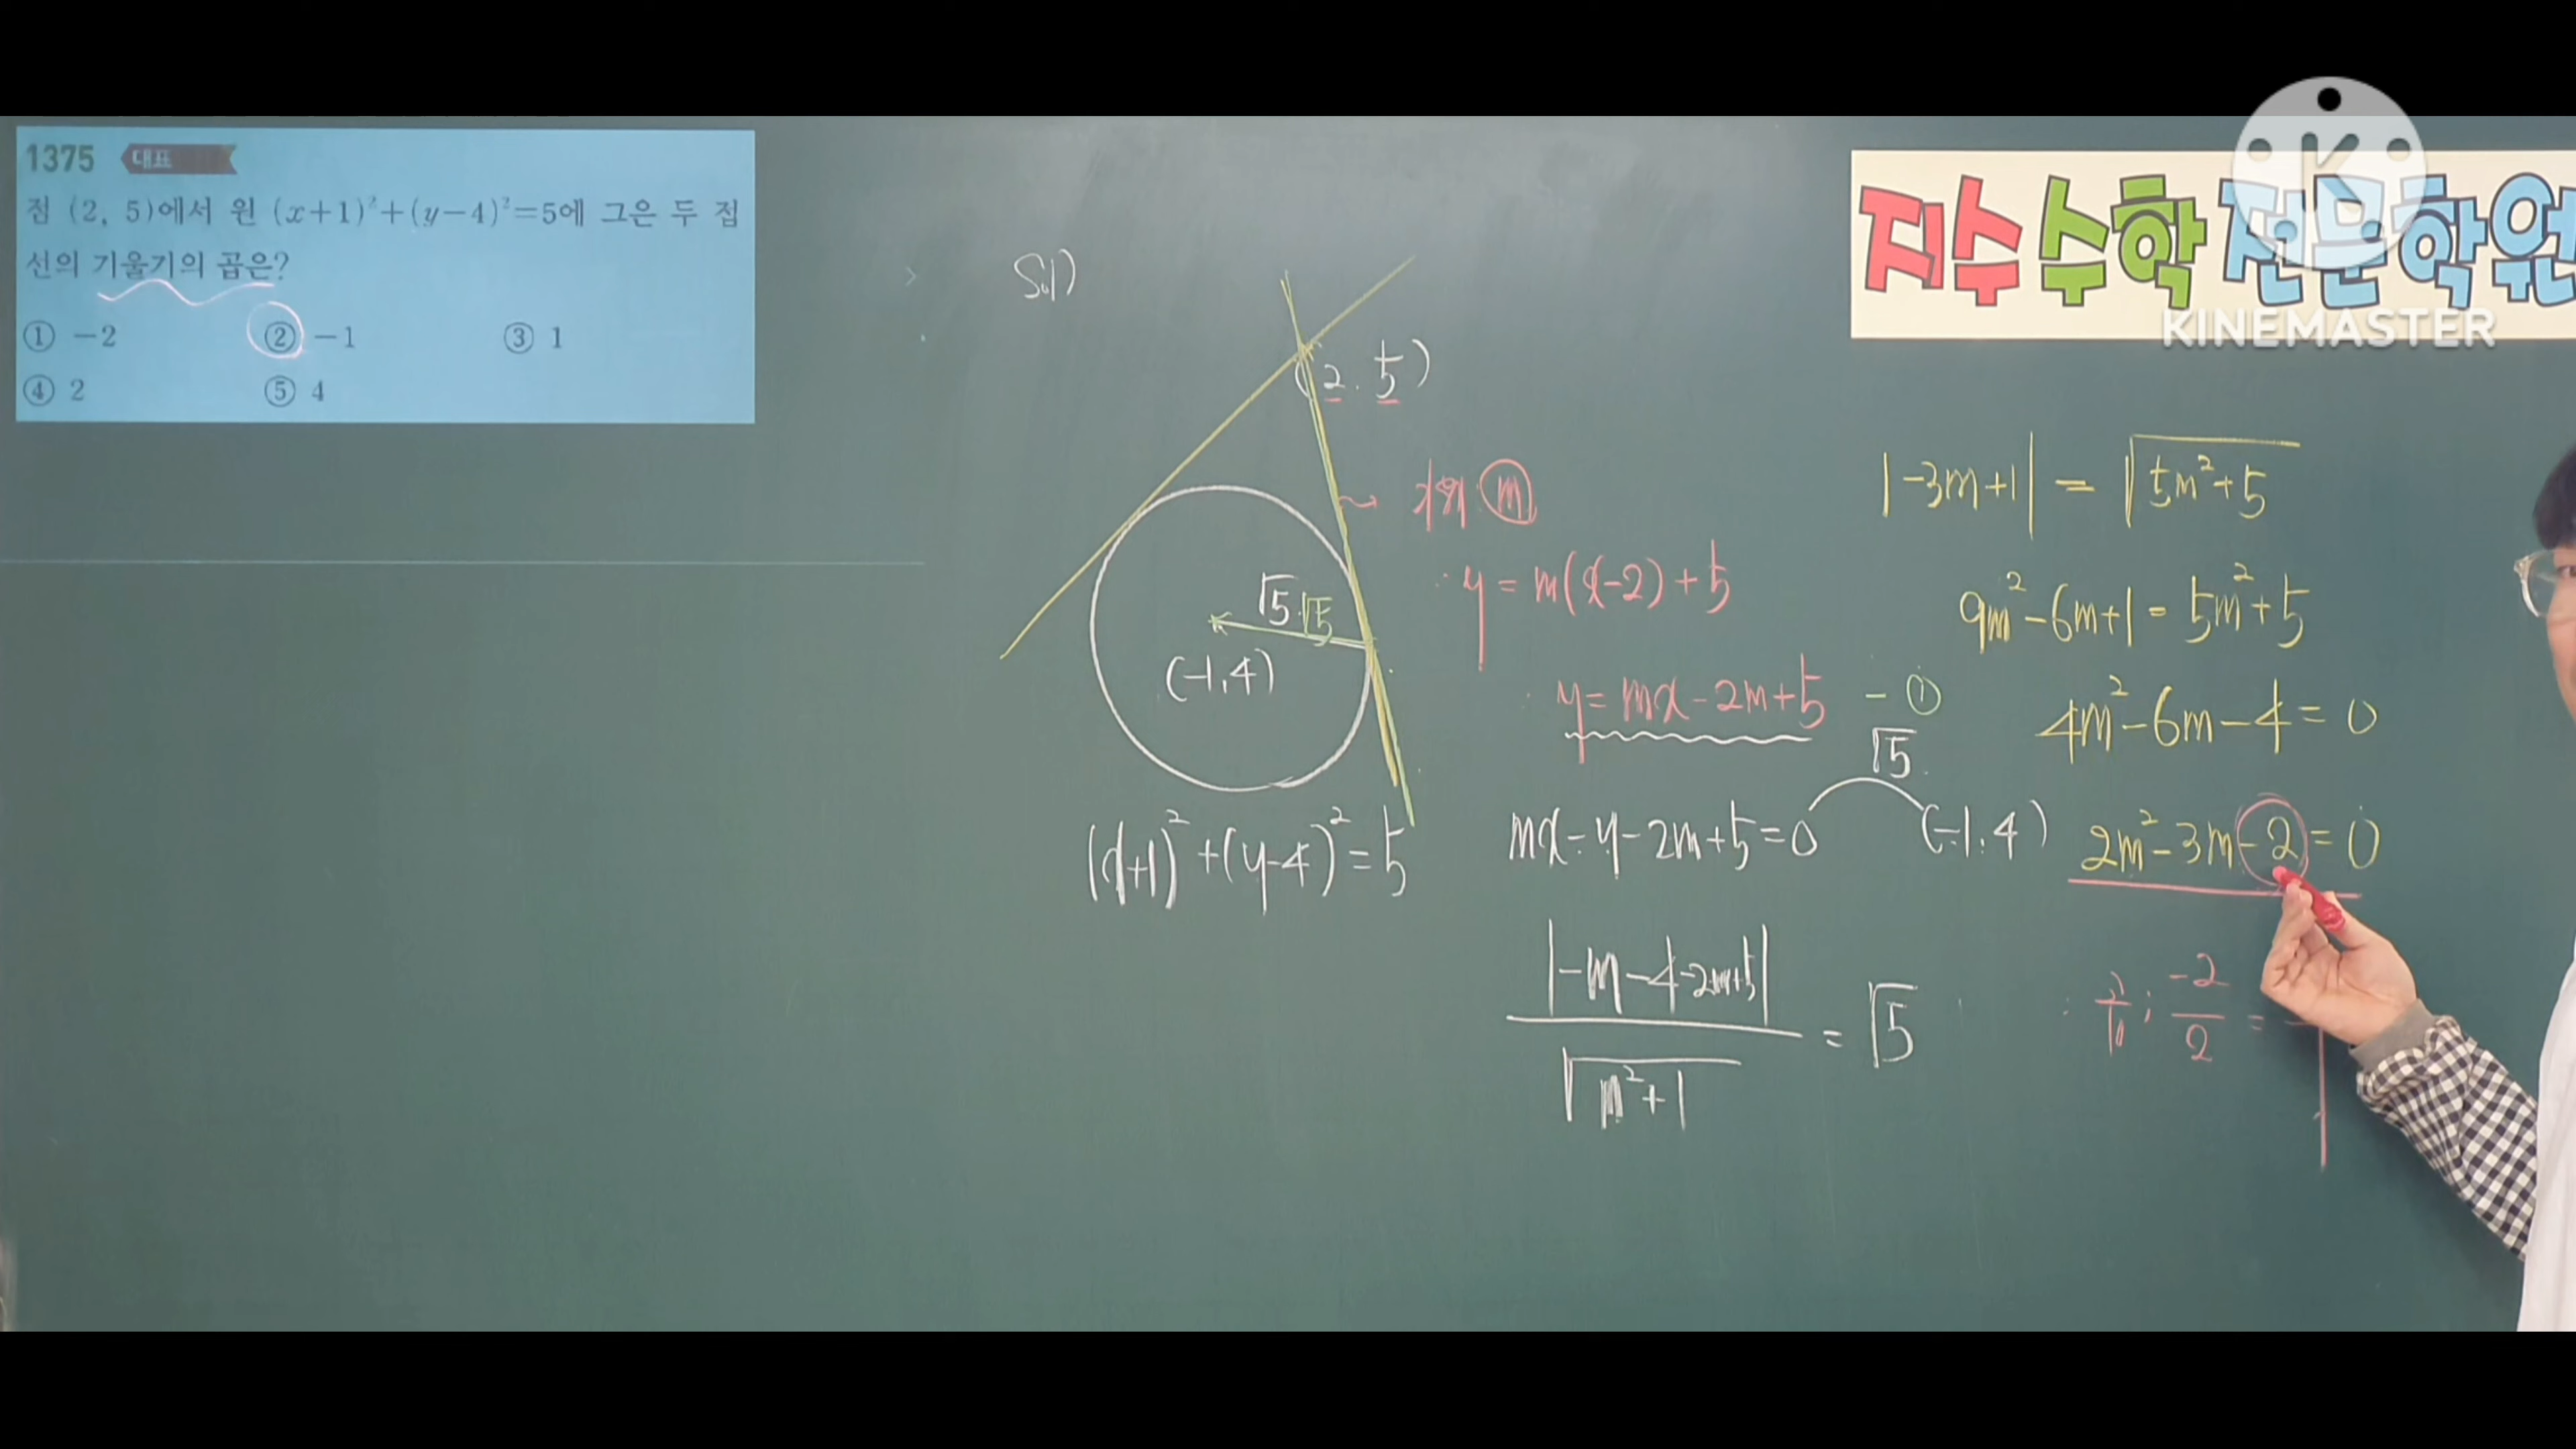 1375 대표
점 (2, 5)에서 원 (x+1)²+(y-4)²=5에 그은 두 접
선의 기울기의 곱은?
① -2 ② -1 ③ 1
④ 2 ⑤ 4
지수수학전문학원
KINEMASTER
Sol)
(2, 5)
m
y=m(x-2)+5
y=mx-2m+5 -①
√5
√5
√5
(-1, 4)
(x+1)²+(y-4)²=5
mx-y-2m+5=0 (-1, 4)
|-m-4-2m+5|
√m²+1
=√5
|-3m+1| = √5m²+5
9m²-6m+1=5m²+5
4m²-6m-4=0
2m²-3m-2=0
-2
2
=